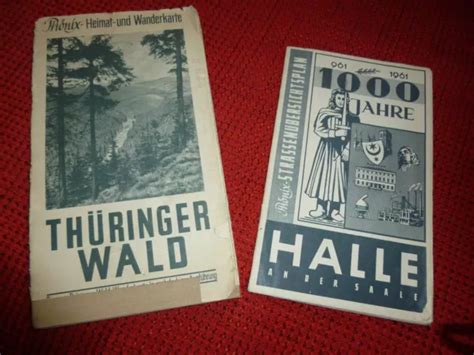 Phönix-Heimat-und Wanderkarte
THÜRINGER
WALD
961 1961
1000
JAHRE
Phönix-STRASSENÜBERSICHTSPLAN
HALLE
AN DER SAALE